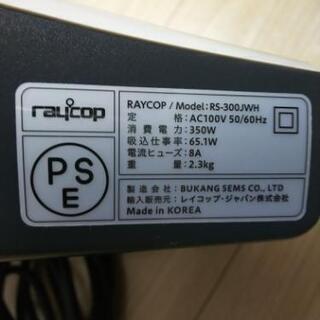 raycop
RAYCOP / Model: RS-300JWH
定 格: AC100V 50/60Hz
消費電力: 350W
吸込仕事率: 65.1W
電流ヒューズ: 8A
重 量: 2.3kg
PS
E
製造会社: BUKANG SEMS CO., LTD
輸入販売元: レイコップ・ジャパン株式会社
Made in KOREA